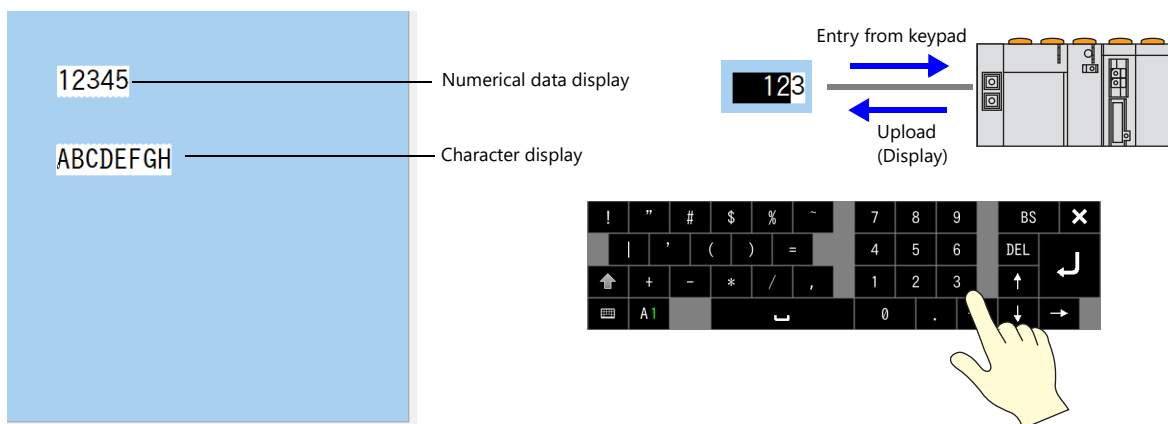 12345
Numerical data display
ABCDEFGH
Character display
Entry from keypad
123
Upload
(Display)
! ” # $ % ~ 7 8 9 BS
| ’ ( ) = 4 5 6 DEL
+ - * / , 1 2 3
A1 0 .